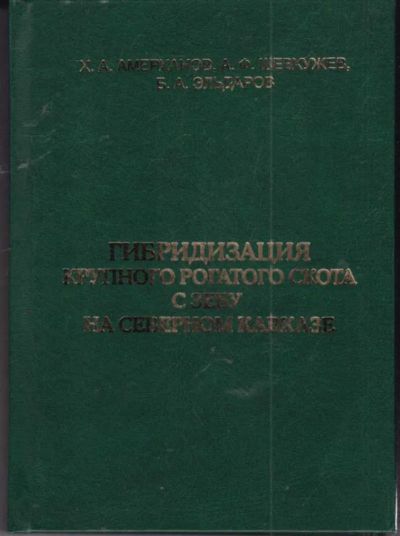 Х. А. АМЕРХАНОВ, А. Ф. ШЕВХУЖЕВ,
Б. А. ЭЛЬДАРОВ
ГИБРИДИЗАЦИЯ
КРУПНОГО РОГАТОГО СКОТА
С ЗЕБУ
НА СЕВЕРНОМ КАВКАЗЕ